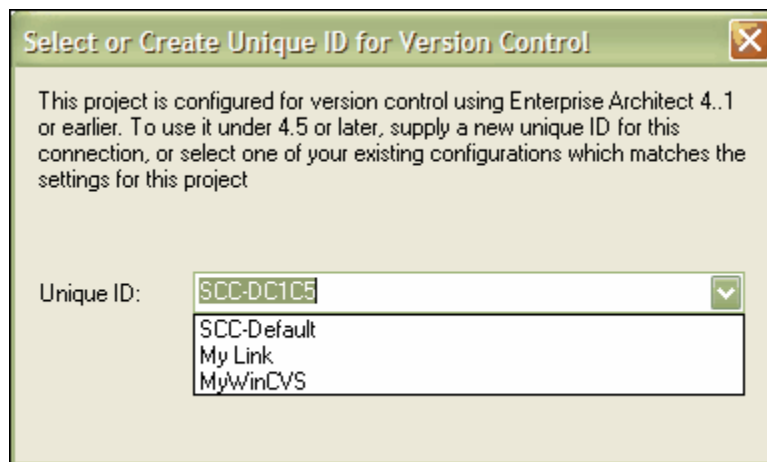 Select or Create Unique ID for Version Control
This project is configured for version control using Enterprise Architect 4..1
or earlier. To use it under 4.5 or later, supply a new unique ID for this
connection, or select one of your existing configurations which matches the
settings for this project
Unique ID: SCC-DC1C5
SCC-Default
My Link
MyWinCVS